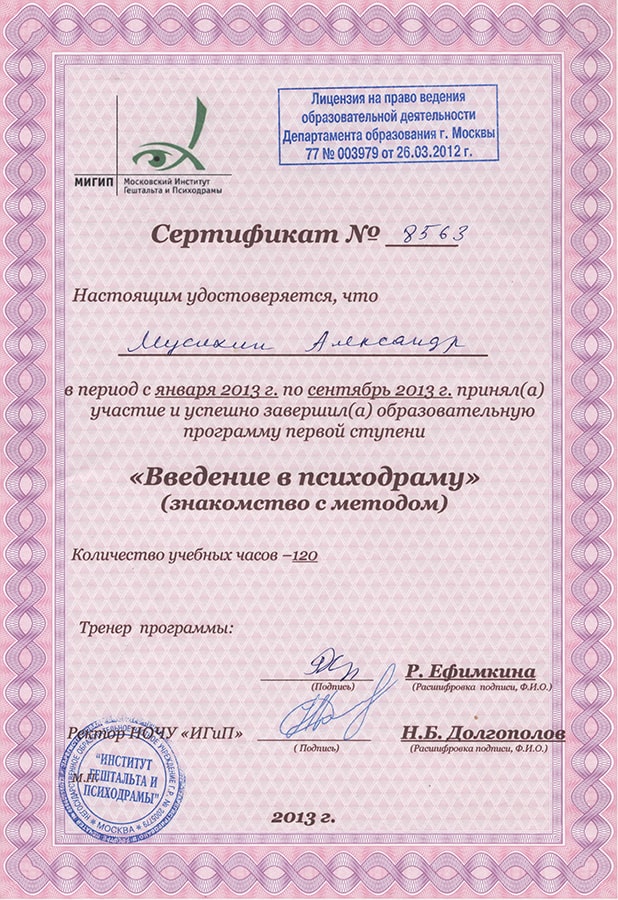 Лицензия на право ведения
образовательной деятельности
Департамента образования г. Москвы
77 № 003979 от 26.03.2012 г.
МИГИП
Московский Институт
Гештальта и Психодрамы
Сертификат № 8563
Настоящим удостоверяется, что
Мусихин Александр
в период с января 2013 г. по сентябрь 2013 г. принял(а)
участие и успешно завершил(а) образовательную
программу первой ступени
«Введение в психодраму»
(знакомство с методом)
Количество учебных часов –120
Тренер программы:
Р. Ефимкина
(Подпись) (Расшифровка подписи, Ф.И.О.)
Ректор НОЧУ «ИГиП» Н.Б. Долгополов
( Подпись) (Расшифровка подписи, Ф.И.О.)
М.П.
"ИНСТИТУТ
ГЕШТАЛЬТА И
ПСИХОДРАМЫ"
МОСКВА
2013 г.